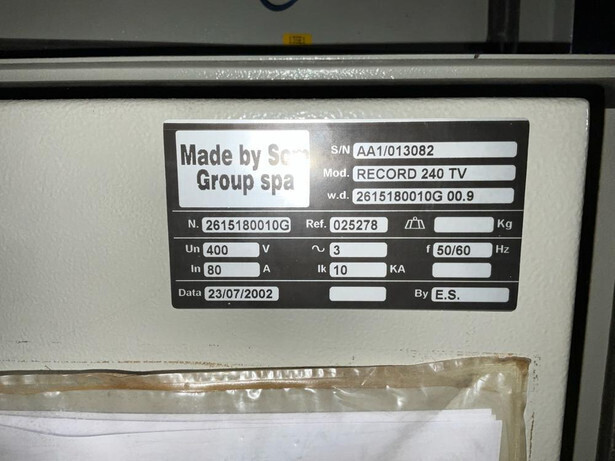 Made by Scm
Group spa
S/N AA1/013082
Mod. RECORD 240 TV
w.d. 2615180010G 00.9
N. 2615180010G Ref. 025278 Kg
Un 400 V ~ 3 f 50/60 Hz
In 80 A Ik 10 KA
Data 23/07/2002 By E.S.